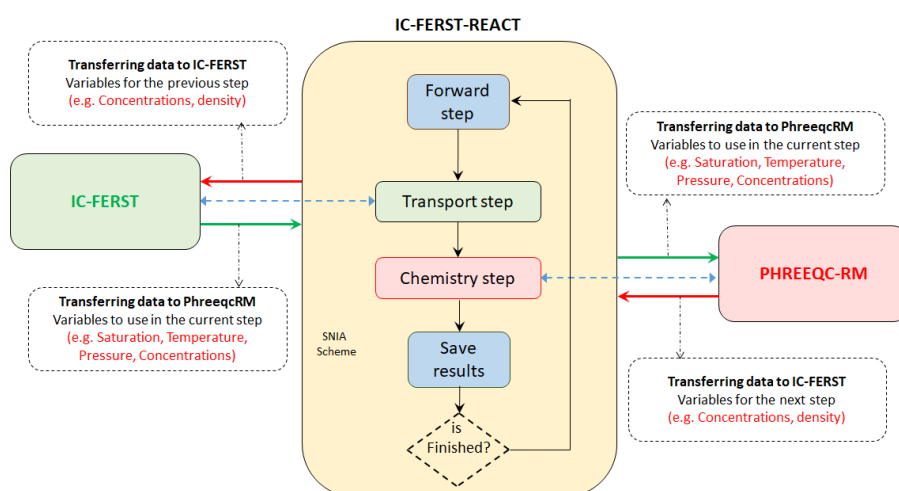 IC-FERST-REACT
Transferring data to IC-FERST
Variables for the previous step
(e.g. Concentrations, density)
Forward
step
Transferring data to PhreeqcRM
Variables to use in the current step
(e.g. Saturation, Temperature,
Pressure, Concentrations)
IC-FERST
Transport step
Chemistry step
PHREEQC-RM
Transferring data to PhreeqcRM
Variables to use in the current step
(e.g. Saturation, Temperature,
Pressure, Concentrations)
SNIA
Scheme
Save
results
Transferring data to IC-FERST
Variables for the next step
(e.g. Concentrations, density)
is
Finished?